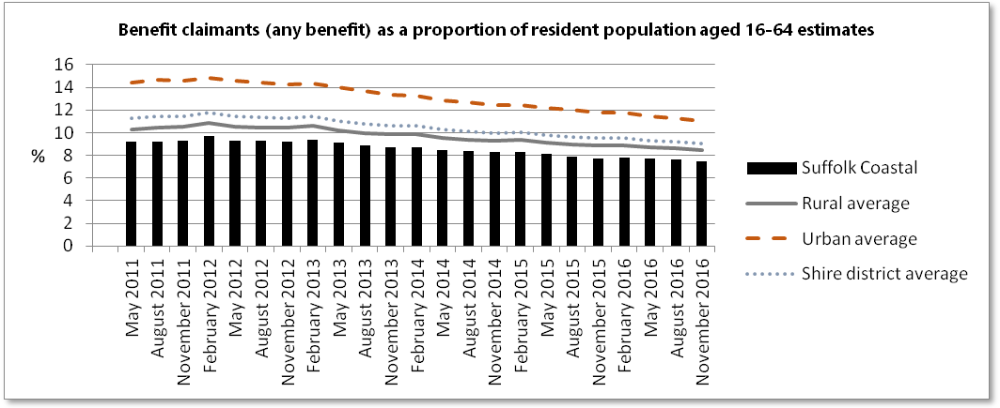 Benefit claimants (any benefit) as a proportion of resident population aged 16-64 estimates
16
14
12
10
8
6
4
2
0
%
May 2011
August 2011
November 2011
February 2012
May 2012
August 2012
November 2012
February 2013
May 2013
August 2013
November 2013
February 2014
May 2014
August 2014
November 2014
February 2015
May 2015
August 2015
November 2015
February 2016
May 2016
August 2016
November 2016
Suffolk Coastal
Rural average
Urban average
Shire district average